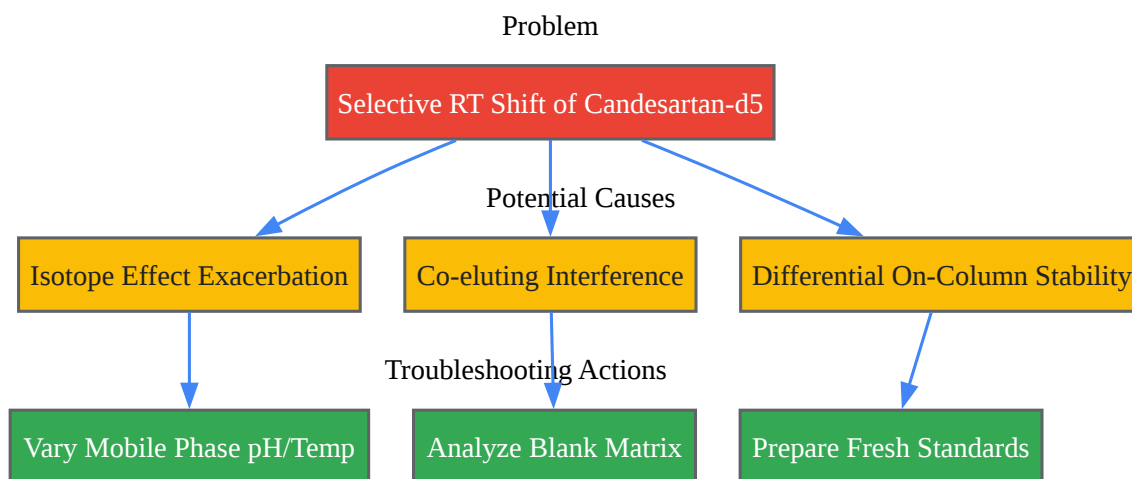 Problem
Selective RT Shift of Candesartan-d5
Potential Causes
Isotope Effect Exacerbation
Co-eluting Interference
Differential On-Column Stability
Troubleshooting Actions
Vary Mobile Phase pH/Temp
Analyze Blank Matrix
Prepare Fresh Standards